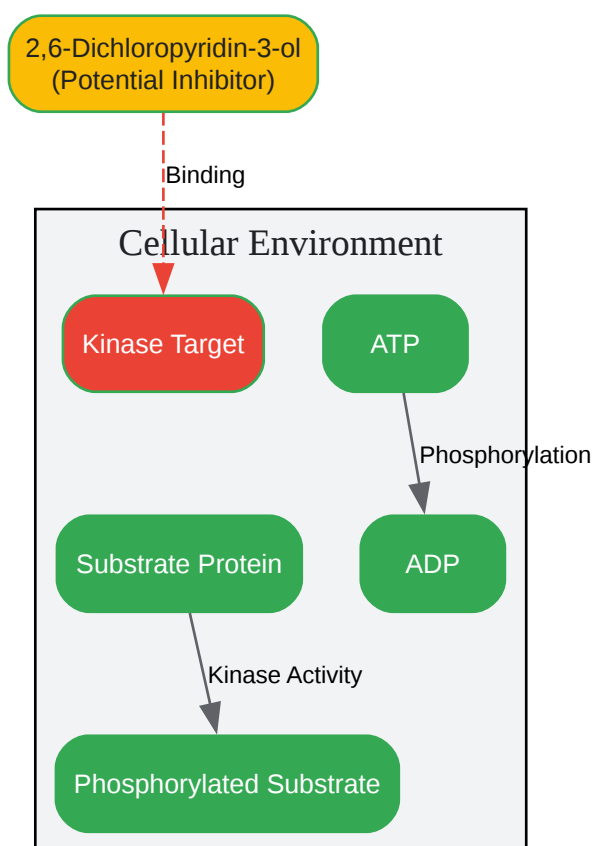 2,6-Dichloropyridin-3-ol
(Potential Inhibitor)
Binding
Cellular Environment
Kinase Target
ATP
Phosphorylation
Substrate Protein
ADP
Kinase Activity
Phosphorylated Substrate